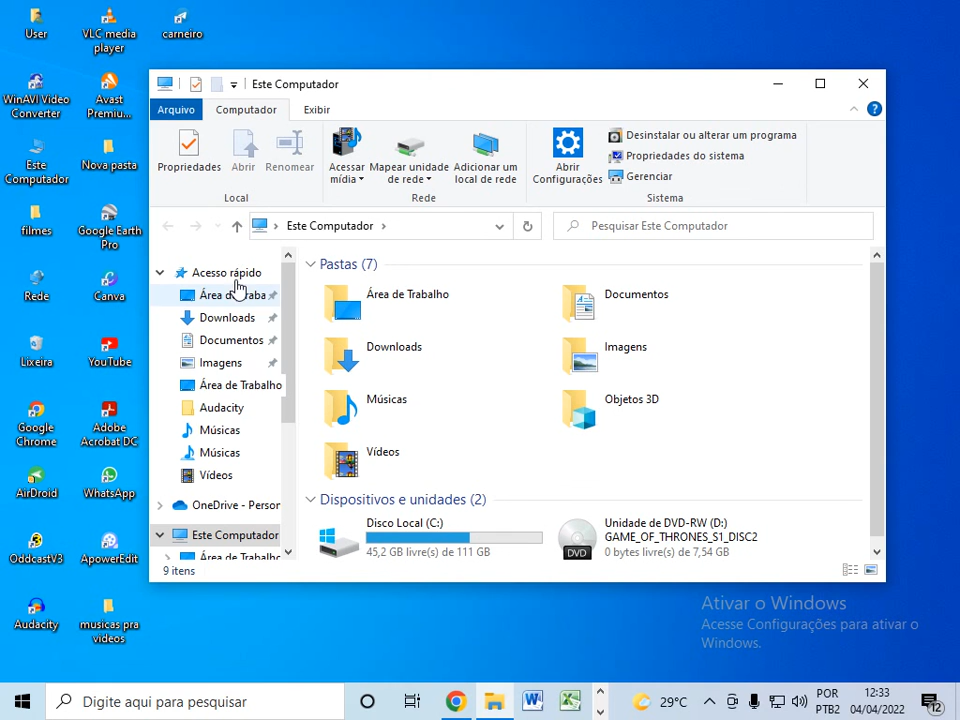 User
VLC media
player
carneiro
WinAVI Video
Converter
Avast
Premiu...
Este
Computador
Nova pasta
filmes
Google Earth
Pro
Rede
Canva
Lixeira
YouTube
Google
Chrome
Adobe
Acrobat DC
AirDroid
WhatsApp
OddcastV3
ApowerEdit
Audacity
musicas pra
videos
Este Computador
Arquivo
Computador
Exibir
Propriedades
Abrir
Renomear
Local
Acessar
mídia
Mapear unidade
de rede
Adicionar um
local de rede
Rede
Abrir
Configurações
Desinstalar ou alterar um programa
Propriedades do sistema
Gerenciar
Sistema
Este Computador
Pesquisar Este Computador
Acesso rápido
Downloads
Documentos
Imagens
Área de Trabalho
Audacity
Músicas
Músicas
Vídeos
OneDrive - Person
Este Computador
Área de Trabalho
Pastas (7)
Área de Trabalho
Documentos
Downloads
Imagens
Músicas
Objetos 3D
Vídeos
Dispositivos e unidades (2)
Disco Local (C:)
45,2 GB livre(s) de 111 GB
Unidade de DVD-RW (D:)
GAME_OF_THRONES_S1_DISC2
0 bytes livre(s) de 7,54 GB
DVD
9 itens
Ativar o Windows
Acesse Configurações para ativar o
Windows.
Digite aqui para pesquisar
29°C
POR
PTB2
12:33
04/04/2022
12